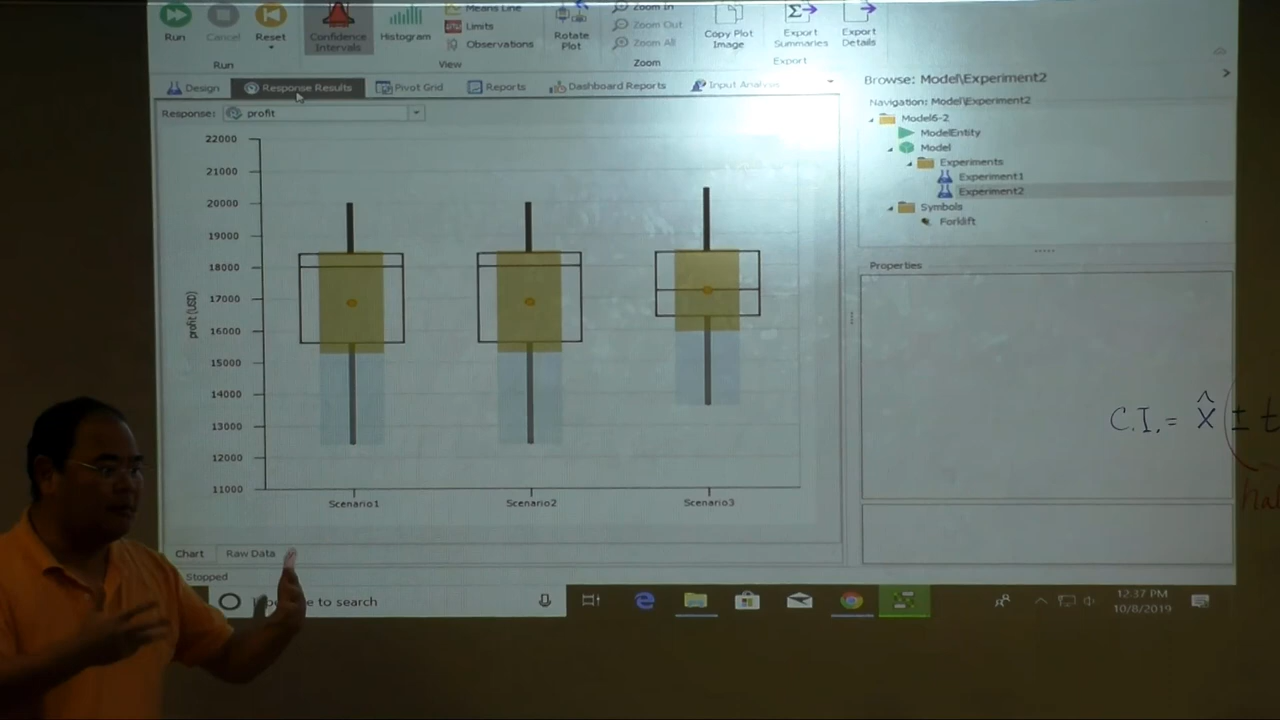 Means Line
Zoom In
Limits
Zoom Out
Run
Cancel
Reset
Confidence
Intervals
Histogram
Observations
Rotate
Plot
Zoom All
Copy Plot
Image
Export
Summaries
Export
Details
Run
View
Zoom
Export
Design
Response Results
Pivot Grid
Reports
Dashboard Reports
Input Analysis
Response:
profit
Browse: Model\Experiment2
Navigation: Model\Experiment2
Model6-2
ModelEntity
Model
Experiments
Experiment1
Experiment2
Symbols
Forklift
Properties
22000
21000
20000
19000
18000
17000
16000
15000
14000
13000
12000
11000
profit (USD)
Scenario1
Scenario2
Scenario3
C.I. = X̂ (± t
Chart
Raw Data
Stopped
to search
12:37 PM
10/8/2019